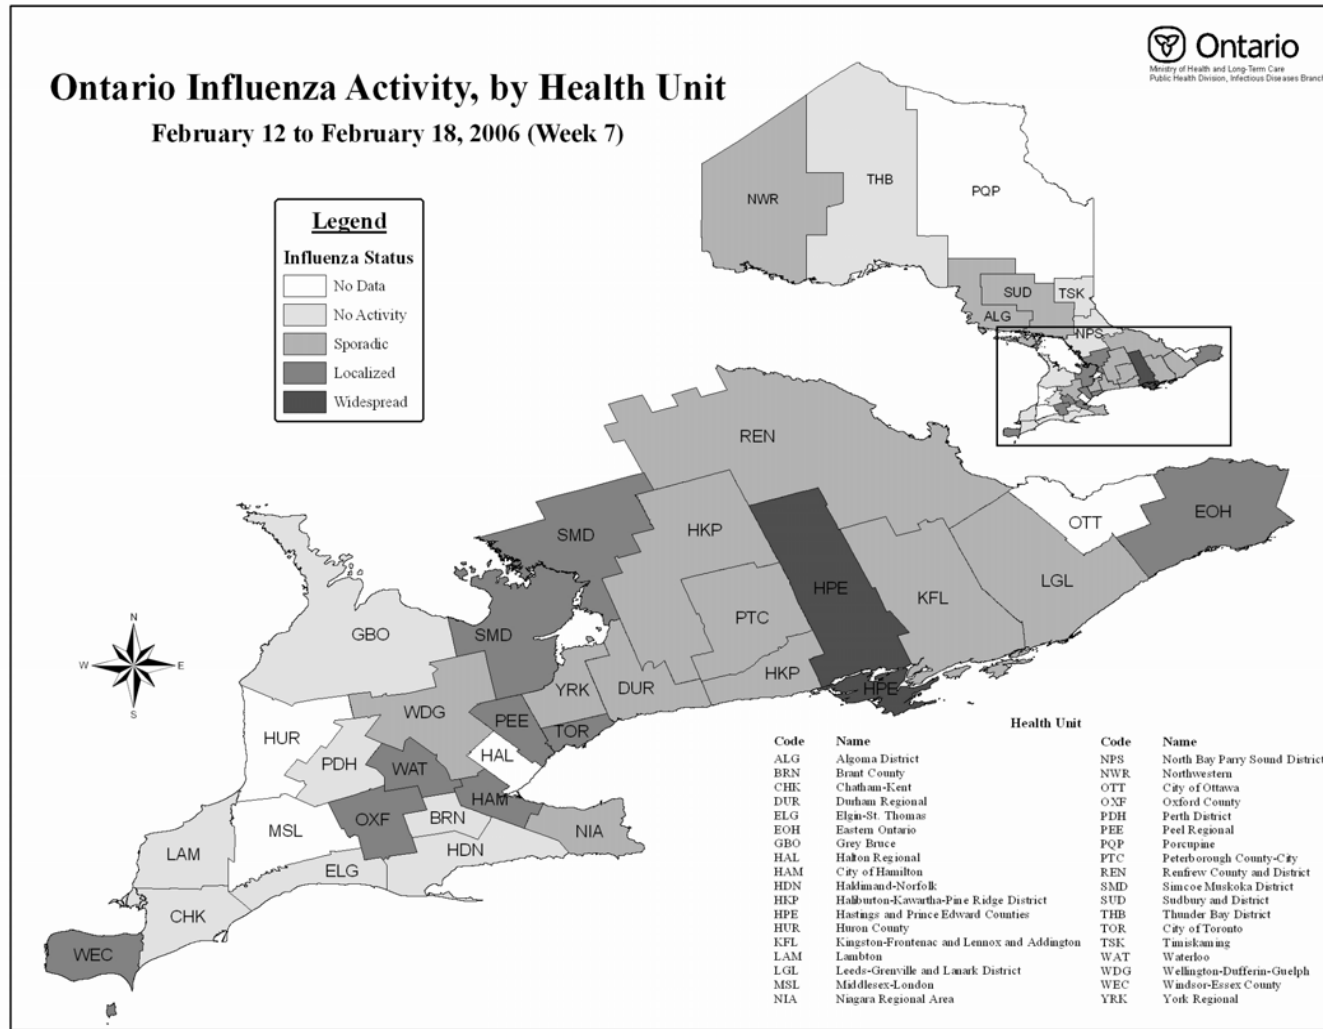 Ontario
Ministry of Health and Long-Term Care
Public Health Division, Infectious Diseases Branch
Ontario Influenza Activity, by Health Unit
February 12 to February 18, 2006 (Week 7)
Legend
Influenza Status
No Data
No Activity
Sporadic
Localized
Widespread
NWR
THB
PQP
SUD
TSK
ALG
NPS
REN
SMD
HKP
OTT
EOH
HPE
LGL
KFL
PTC
GBO
SMD
HKP
YRK
DUR
HPE
WDG
PEE
TOR
HUR
HAL
PDH
WAT
HAM
OXF
BRN
MSL
NIA
LAM
HDN
ELG
CHK
WEC
N
W E
S
Health Unit
Code Name Code Name
ALG Algoma District NPS North Bay Parry Sound District
BRN Brant County NWR Northwestern
CHK Chatham-Kent OTT City of Ottawa
DUR Durham Regional OXF Oxford County
ELG Elgin-St. Thomas PDH Perth District
EOH Eastern Ontario PEE Peel Regional
GBO Grey Bruce PQP Porcupine
HAL Halton Regional PTC Peterborough County-City
HAM City of Hamilton REN Renfrew County and District
HDN Haldimand-Norfolk SMD Simcoe Muskoka District
HKP Haliburton-Kawartha-Pine Ridge District SUD Sudbury and District
HPE Hastings and Prince Edward Counties THB Thunder Bay District
HUR Huron County TOR City of Toronto
KFL Kingston-Frontenac and Lennox and Addington TSK Timiskaming
LAM Lambton WAT Waterloo
LGL Leeds-Grenville and Lanark District WDG Wellington-Dufferin-Guelph
MSL Middlesex-London WEC Windsor-Essex County
NIA Niagara Regional Area YRK York Regional